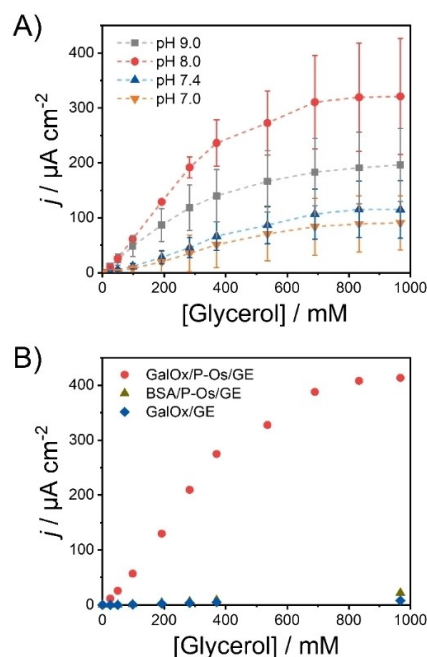 A)
pH 9.0
pH 8.0
pH 7.4
pH 7.0
400
300
200
100
0
j / µA cm⁻²
0 200 400 600 800 1000
[Glycerol] / mM
B)
GalOx/P-Os/GE
BSA/P-Os/GE
GalOx/GE
400
300
200
100
0
j / µA cm⁻²
0 200 400 600 800 1000
[Glycerol] / mM